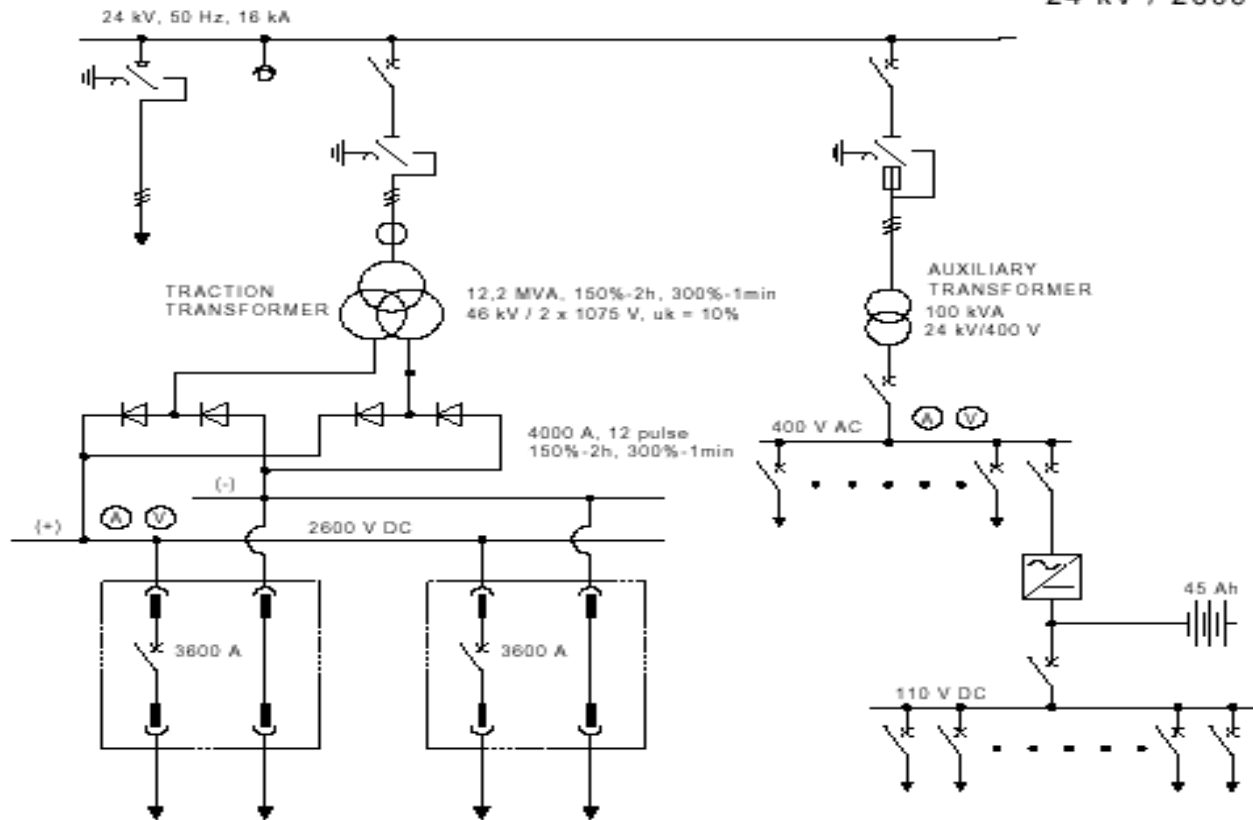 24 kV, 50 Hz, 16 kA
TRACTION
TRANSFORMER
12,2 MVA, 150%-2h, 300%-1min
46 kV / 2 x 1075 V, uk = 10%
AUXILIARY
TRANSFORMER
100 kVA
24 kV/400 V
4000 A, 12 pulse
150%-2h, 300%-1min
400 V AC
A
V
(-)
(+)
A
V
2600 V DC
3600 A
3600 A
45 Ah
110 V DC